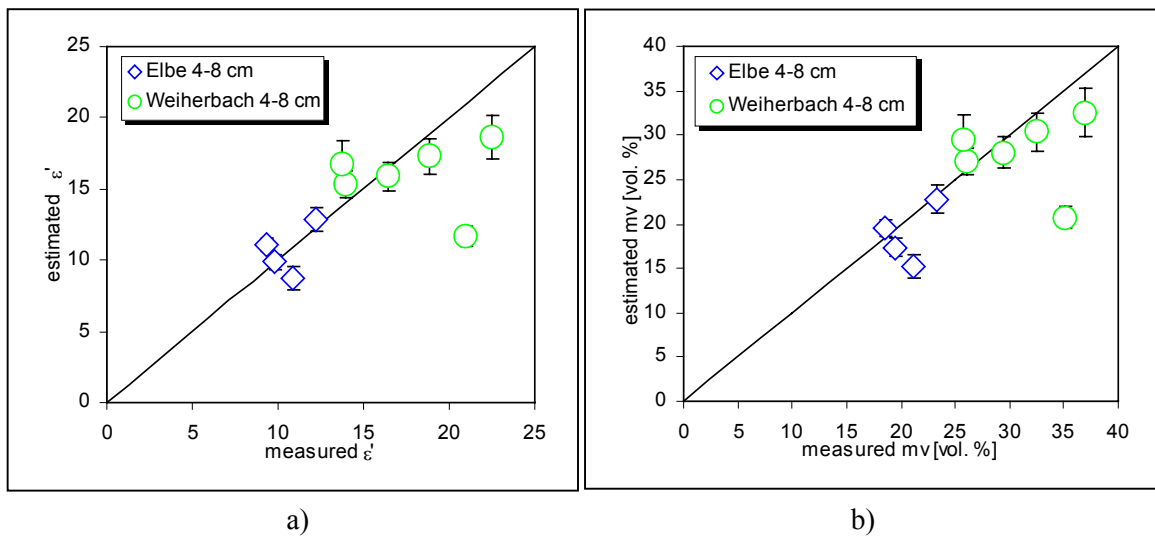 25
20
15
10
5
0
0 5 10 15 20 25
estimated ε'
measured ε'
Elbe 4-8 cm
Weiherbach 4-8 cm
a)
40
35
30
25
20
15
10
5
0
0 5 10 15 20 25 30 35 40
estimated mv [vol. %]
measured mv [vol. %]
Elbe 4-8 cm
Weiherbach 4-8 cm
b)